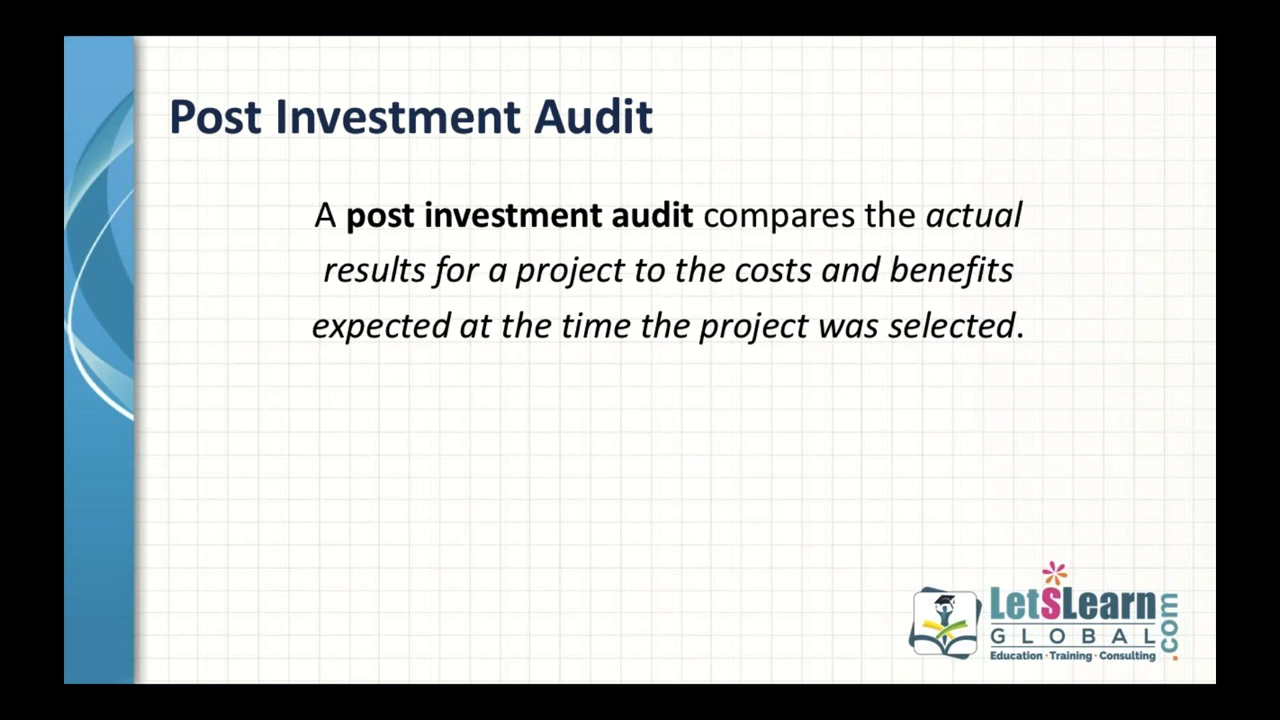 Post Investment Audit
A post investment audit compares the actual
results for a project to the costs and benefits
expected at the time the project was selected.
LetSLearn
GLOBAL
.com
Education · Training · Consulting